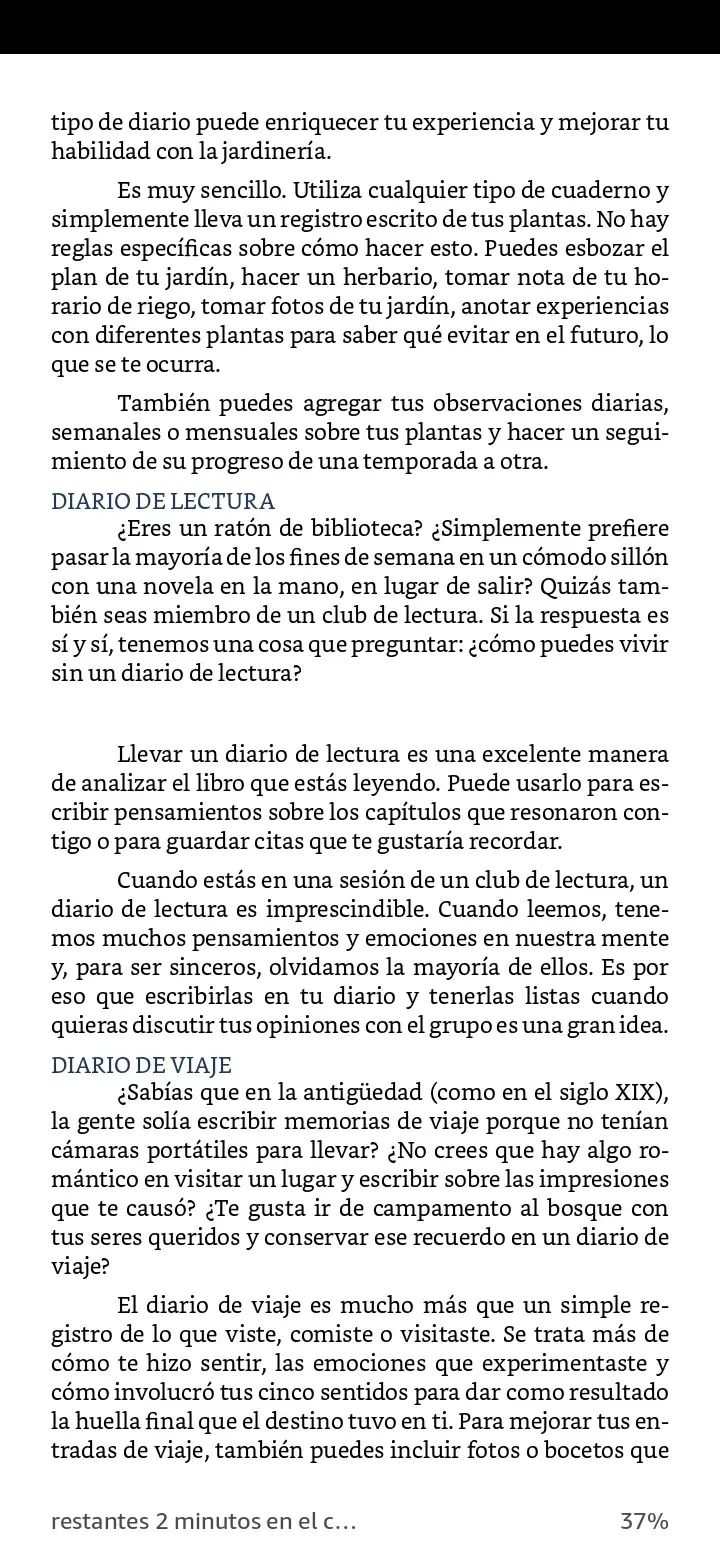 tipo de diario puede enriquecer tu experiencia y mejorar tu
habilidad con la jardinería.
Es muy sencillo. Utiliza cualquier tipo de cuaderno y
simplemente lleva un registro escrito de tus plantas. No hay
reglas específicas sobre cómo hacer esto. Puedes esbozar el
plan de tu jardín, hacer un herbario, tomar nota de tu ho-
rario de riego, tomar fotos de tu jardín, anotar experiencias
con diferentes plantas para saber qué evitar en el futuro, lo
que se te ocurra.
También puedes agregar tus observaciones diarias,
semanales o mensuales sobre tus plantas y hacer un segui-
miento de su progreso de una temporada a otra.
DIARIO DE LECTURA
¿Eres un ratón de biblioteca? ¿Simplemente prefiere
pasar la mayoría de los fines de semana en un cómodo sillón
con una novela en la mano, en lugar de salir? Quizás tam-
bién seas miembro de un club de lectura. Si la respuesta es
sí y sí, tenemos una cosa que preguntar: ¿cómo puedes vivir
sin un diario de lectura?
Llevar un diario de lectura es una excelente manera
de analizar el libro que estás leyendo. Puede usarlo para es-
cribir pensamientos sobre los capítulos que resonaron con-
tigo o para guardar citas que te gustaría recordar.
Cuando estás en una sesión de un club de lectura, un
diario de lectura es imprescindible. Cuando leemos, tene-
mos muchos pensamientos y emociones en nuestra mente
y, para ser sinceros, olvidamos la mayoría de ellos. Es por
eso que escribirlas en tu diario y tenerlas listas cuando
quieras discutir tus opiniones con el grupo es una gran idea.
DIARIO DE VIAJE
¿Sabías que en la antigüedad (como en el siglo XIX),
la gente solía escribir memorias de viaje porque no tenían
cámaras portátiles para llevar? ¿No crees que hay algo ro-
mántico en visitar un lugar y escribir sobre las impresiones
que te causó? ¿Te gusta ir de campamento al bosque con
tus seres queridos y conservar ese recuerdo en un diario de
viaje?
El diario de viaje es mucho más que un simple re-
gistro de lo que viste, comiste o visitaste. Se trata más de
cómo te hizo sentir, las emociones que experimentaste y
cómo involucró tus cinco sentidos para dar como resultado
la huella final que el destino tuvo en ti. Para mejorar tus en-
tradas de viaje, también puedes incluir fotos o bocetos que
restantes 2 minutos en el c... 37%